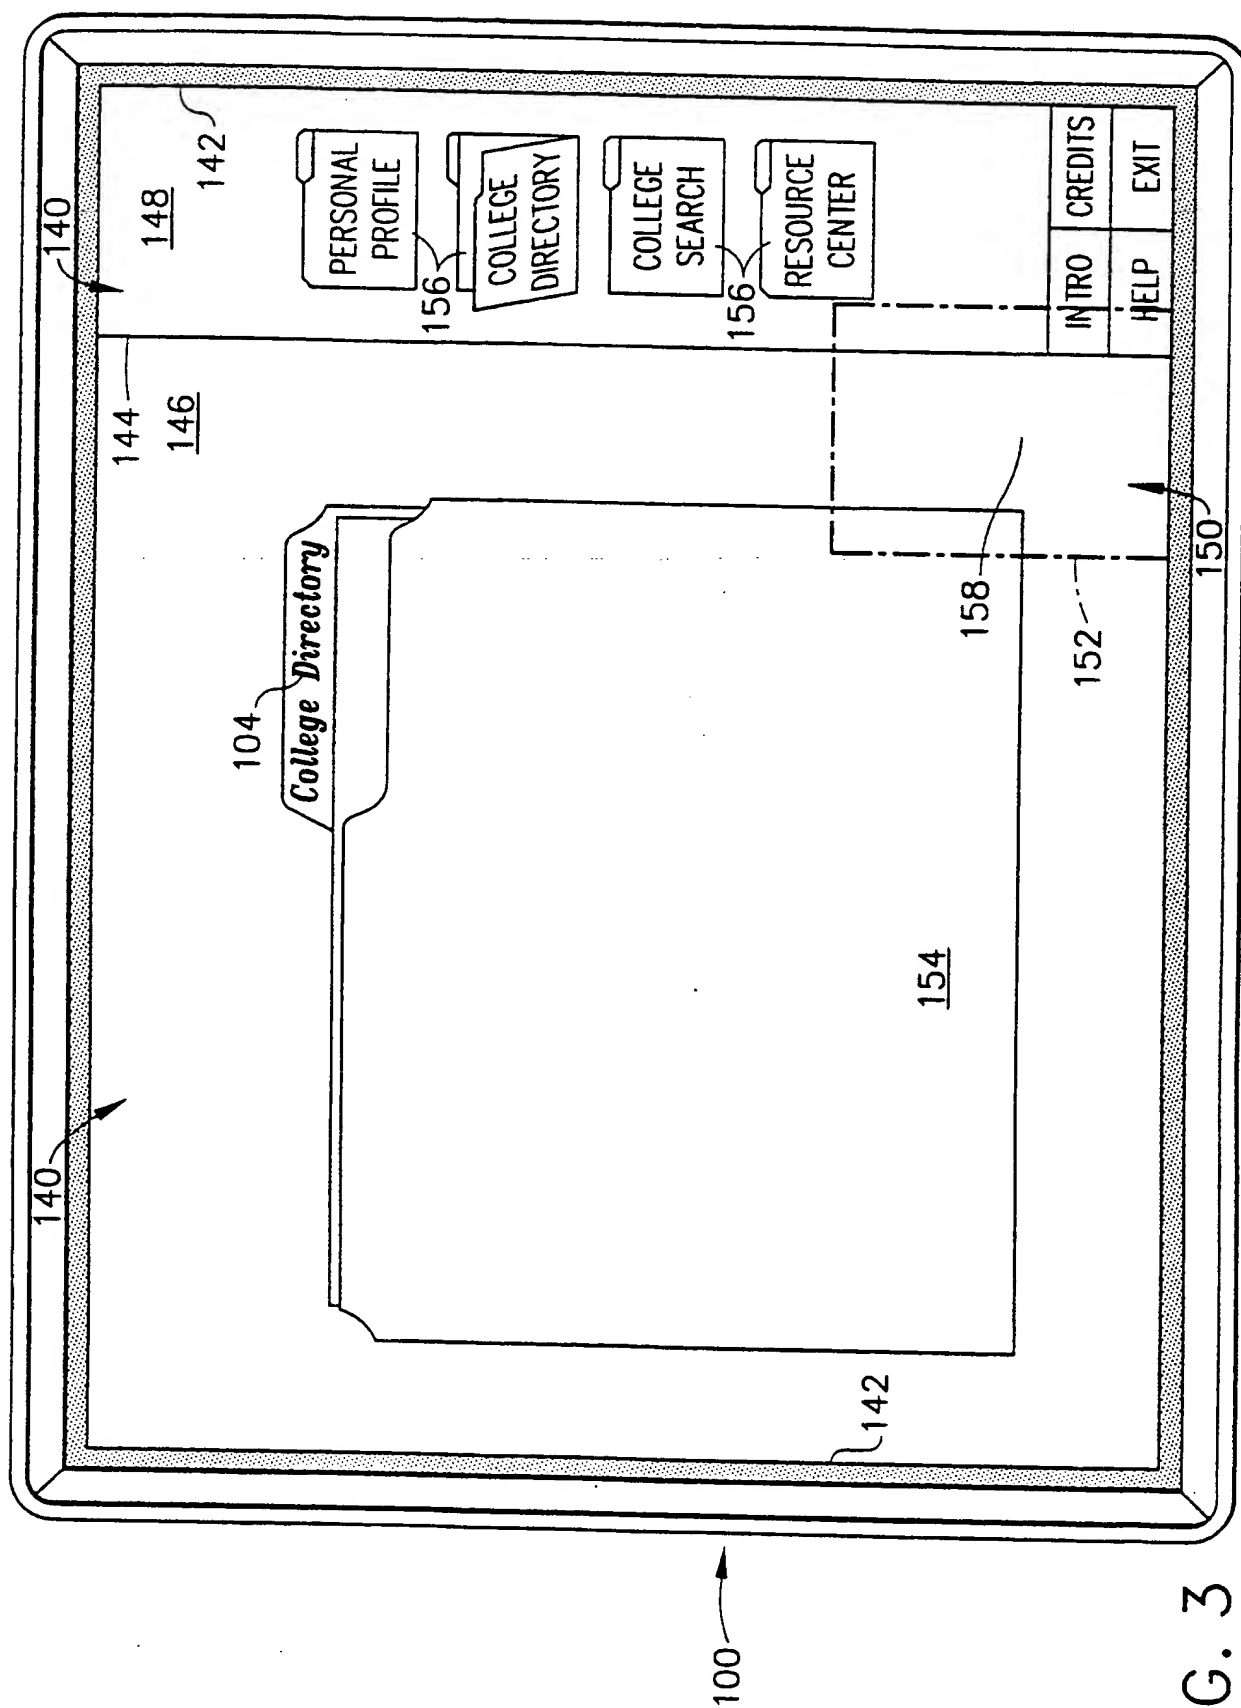 140
140
148
142
144
146
104
College Directory
PERSONAL
PROFILE
156
COLLEGE
DIRECTORY
COLLEGE
SEARCH
156
RESOURCE
CENTER
154
158
152
142
150
INTRO
CREDITS
HELP
EXIT
100
G. 3